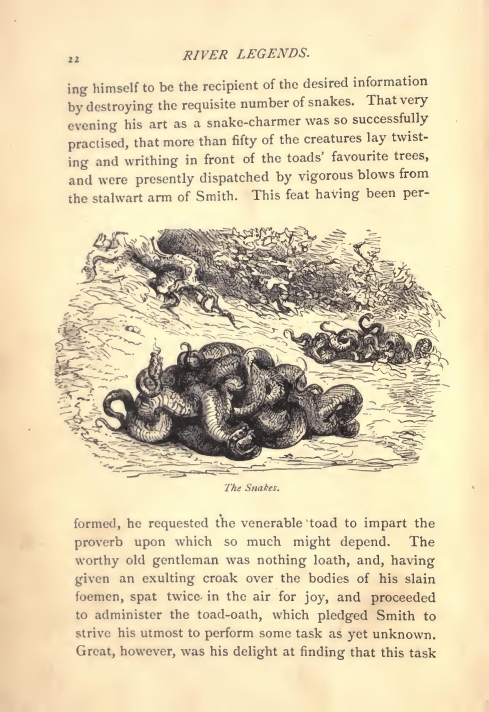 22
RIVER LEGENDS.
ing himself to be the recipient of the desired information
by destroying the requisite number of snakes. That very
evening his art as a snake-charmer was so successfully
practised, that more than fifty of the creatures lay twist-
ing and writhing in front of the toads' favourite trees,
and were presently dispatched by vigorous blows from
the stalwart arm of Smith. This feat having been per-
The Snakes.
formed, he requested the venerable toad to impart the
proverb upon which so much might depend. The
worthy old gentleman was nothing loath, and, having
given an exulting croak over the bodies of his slain
foemen, spat twice in the air for joy, and proceeded
to administer the toad-oath, which pledged Smith to
strive his utmost to perform some task as yet unknown.
Great, however, was his delight at finding that this task